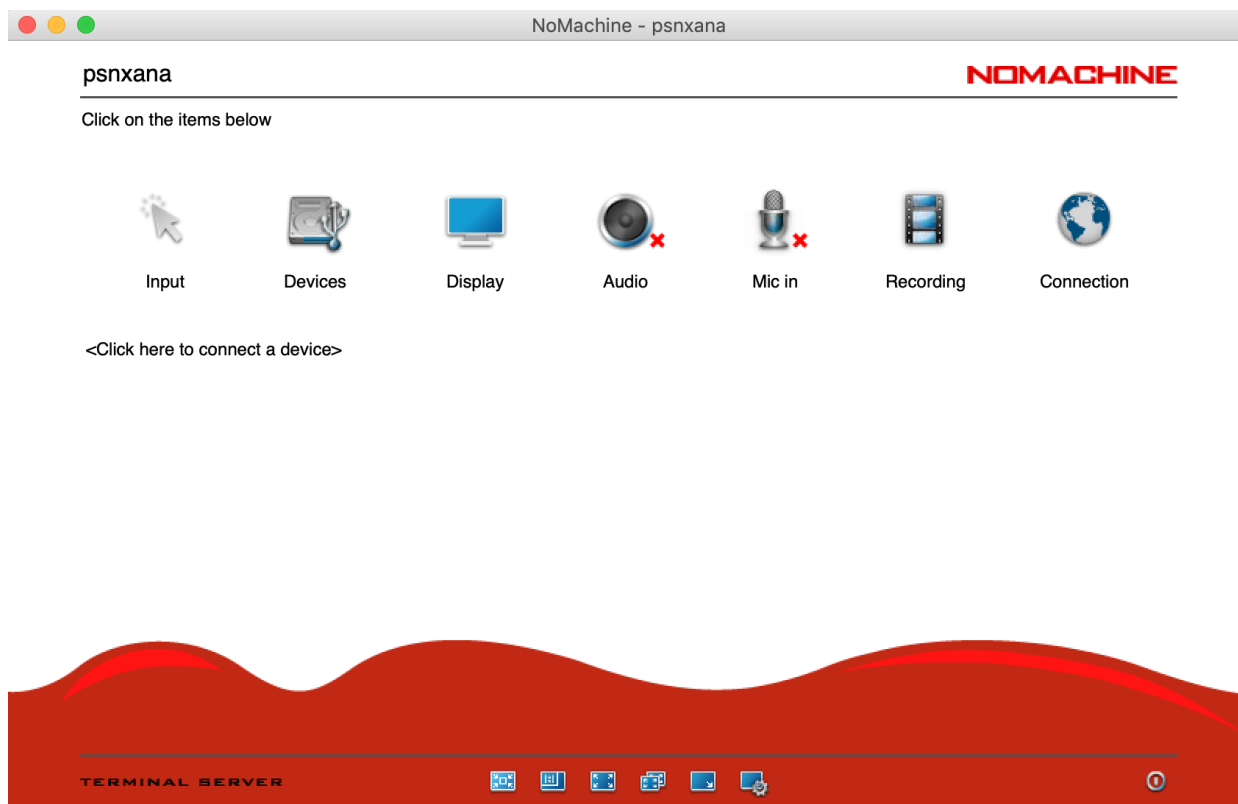 NoMachine - psnxana
psnxana
NOMACHINE
Click on the items below
Input Devices Display Audio Mic in Recording Connection
<Click here to connect a device>
TERMINAL SERVER